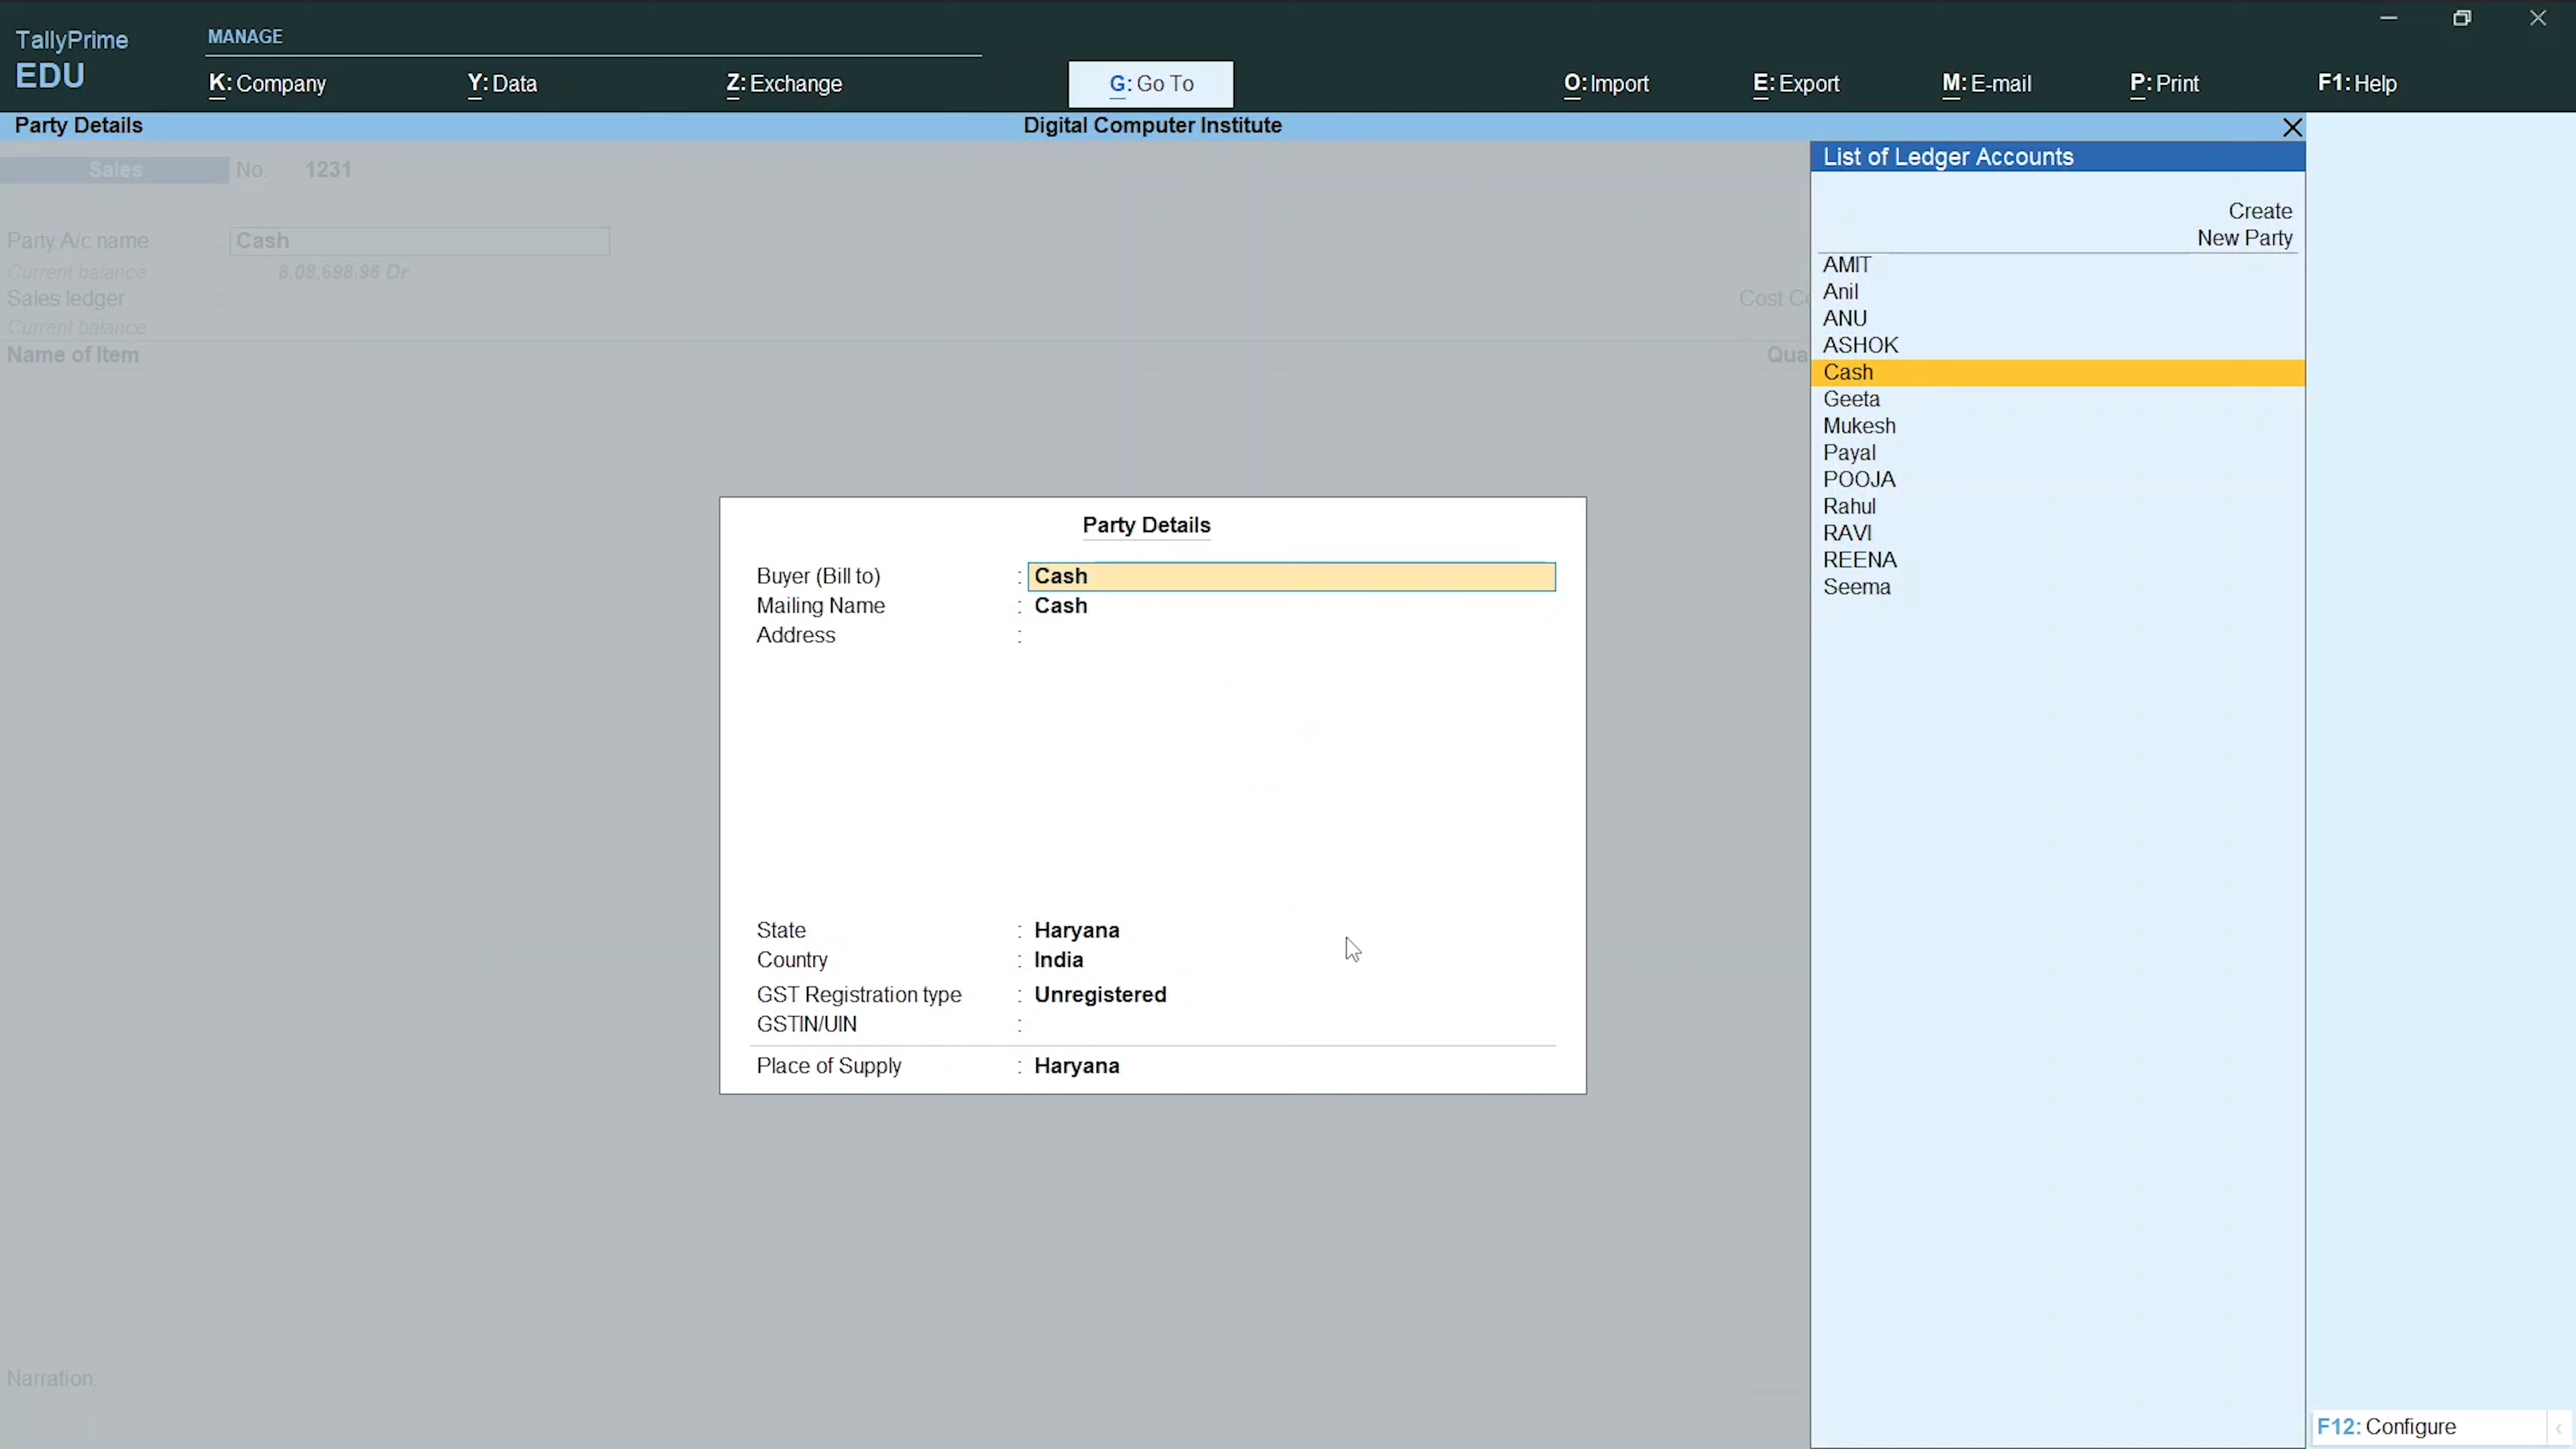 TallyPrime
EDU
MANAGE
K: Company
Y: Data
Z: Exchange
G: Go To
O: Import
E: Export
M: E-mail
P: Print
F1: Help
Party Details
Digital Computer Institute
Sales No. 1231
Party A/c name : Cash
Current balance 8,08,698.96 Dr
Sales ledger :
Cost Ce
Current balance
Name of Item
Qua
Party Details
Buyer (Bill to) : Cash
Mailing Name : Cash
Address :
State : Haryana
Country : India
GST Registration type : Unregistered
GSTIN/UIN :
Place of Supply : Haryana
Narration:
List of Ledger Accounts
Create
New Party
AMIT
Anil
ANU
ASHOK
Cash
Geeta
Mukesh
Payal
POOJA
Rahul
RAVI
REENA
Seema
F12: Configure